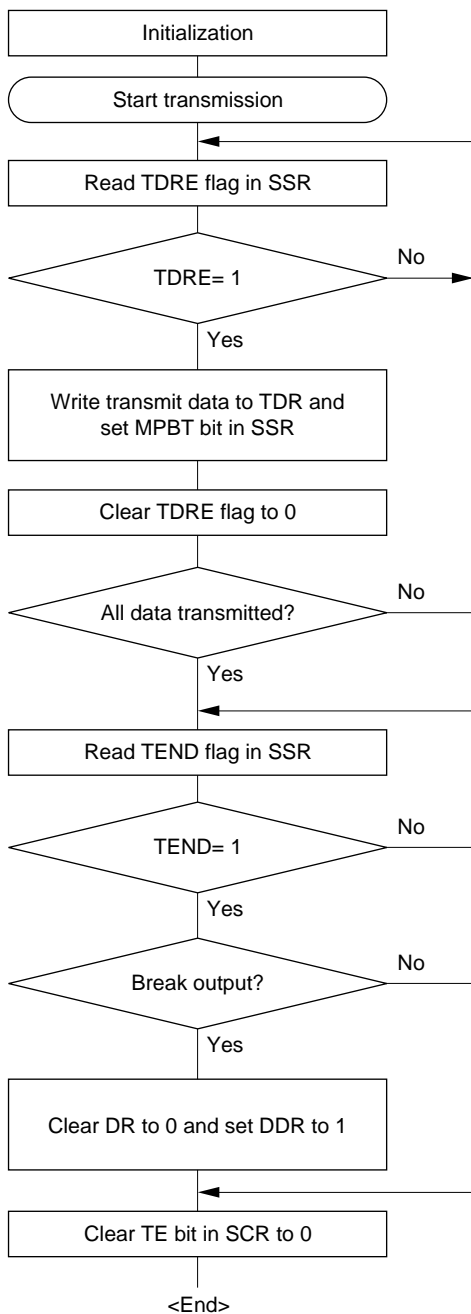 Initialization
Start transmission
Read TDRE flag in SSR
TDRE= 1
No
Yes
Write transmit data to TDR and
set MPBT bit in SSR
Clear TDRE flag to 0
All data transmitted?
No
Yes
Read TEND flag in SSR
TEND= 1
No
Yes
Break output?
No
Yes
Clear DR to 0 and set DDR to 1
Clear TE bit in SCR to 0
<End>